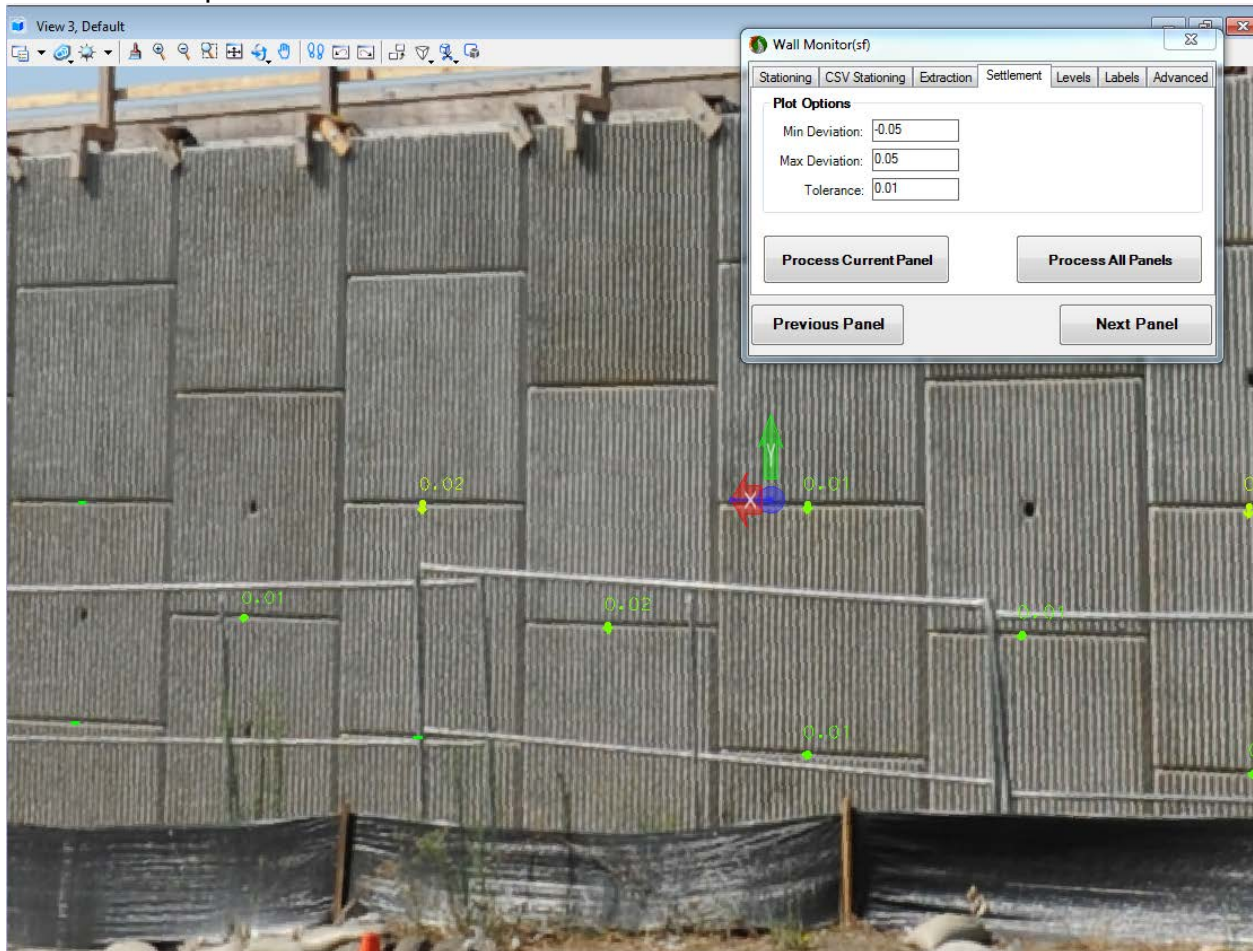 View 3, Default
Wall Monitor(sf)
Stationing CSV Stationing Extraction Settlement Levels Labels Advanced
Plot Options
Min Deviation: -0.05
Max Deviation: 0.05
Tolerance: 0.01
Process Current Panel Process All Panels
Previous Panel Next Panel
Y
X
0.02
0.01
0.01
0.02
0.01
0.01